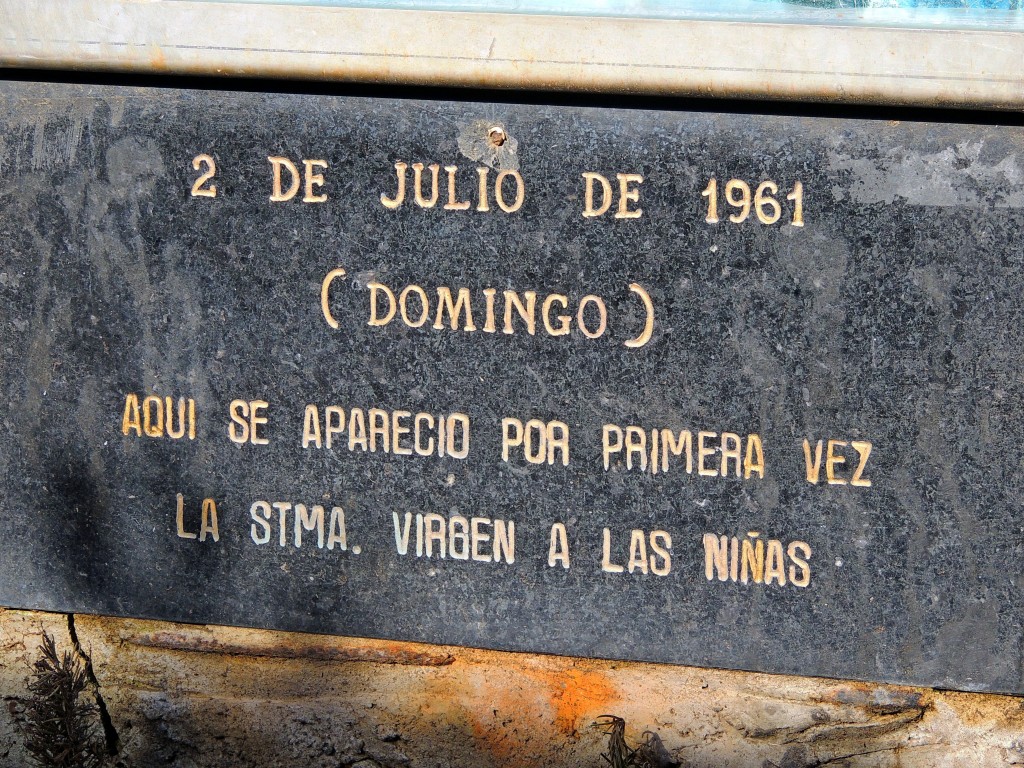 2 DE JULIO DE 1961
(DOMINGO)
AQUI SE APARECIO POR PRIMERA VEZ
LA STMA. VIRGEN A LAS NIÑAS